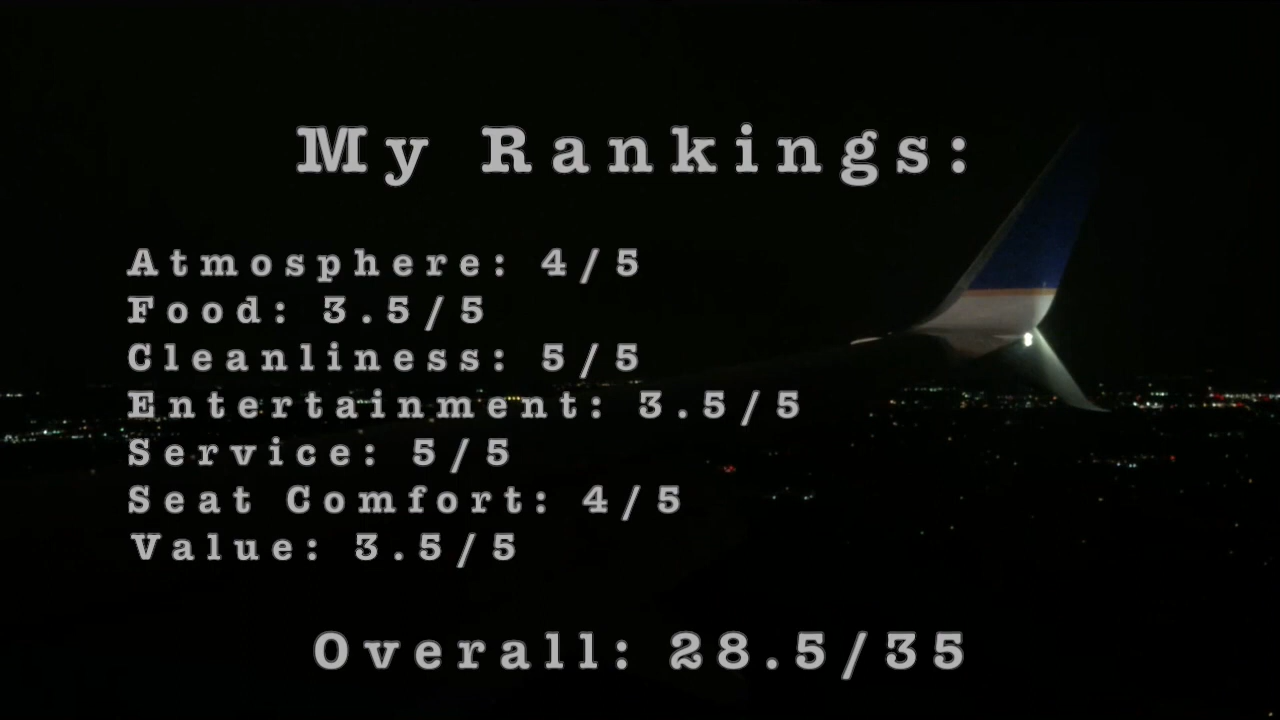 My Rankings:
Atmosphere: 4/5
Food: 3.5/5
Cleanliness: 5/5
Entertainment: 3.5/5
Service: 5/5
Seat Comfort: 4/5
Value: 3.5/5
Overall: 28.5/35